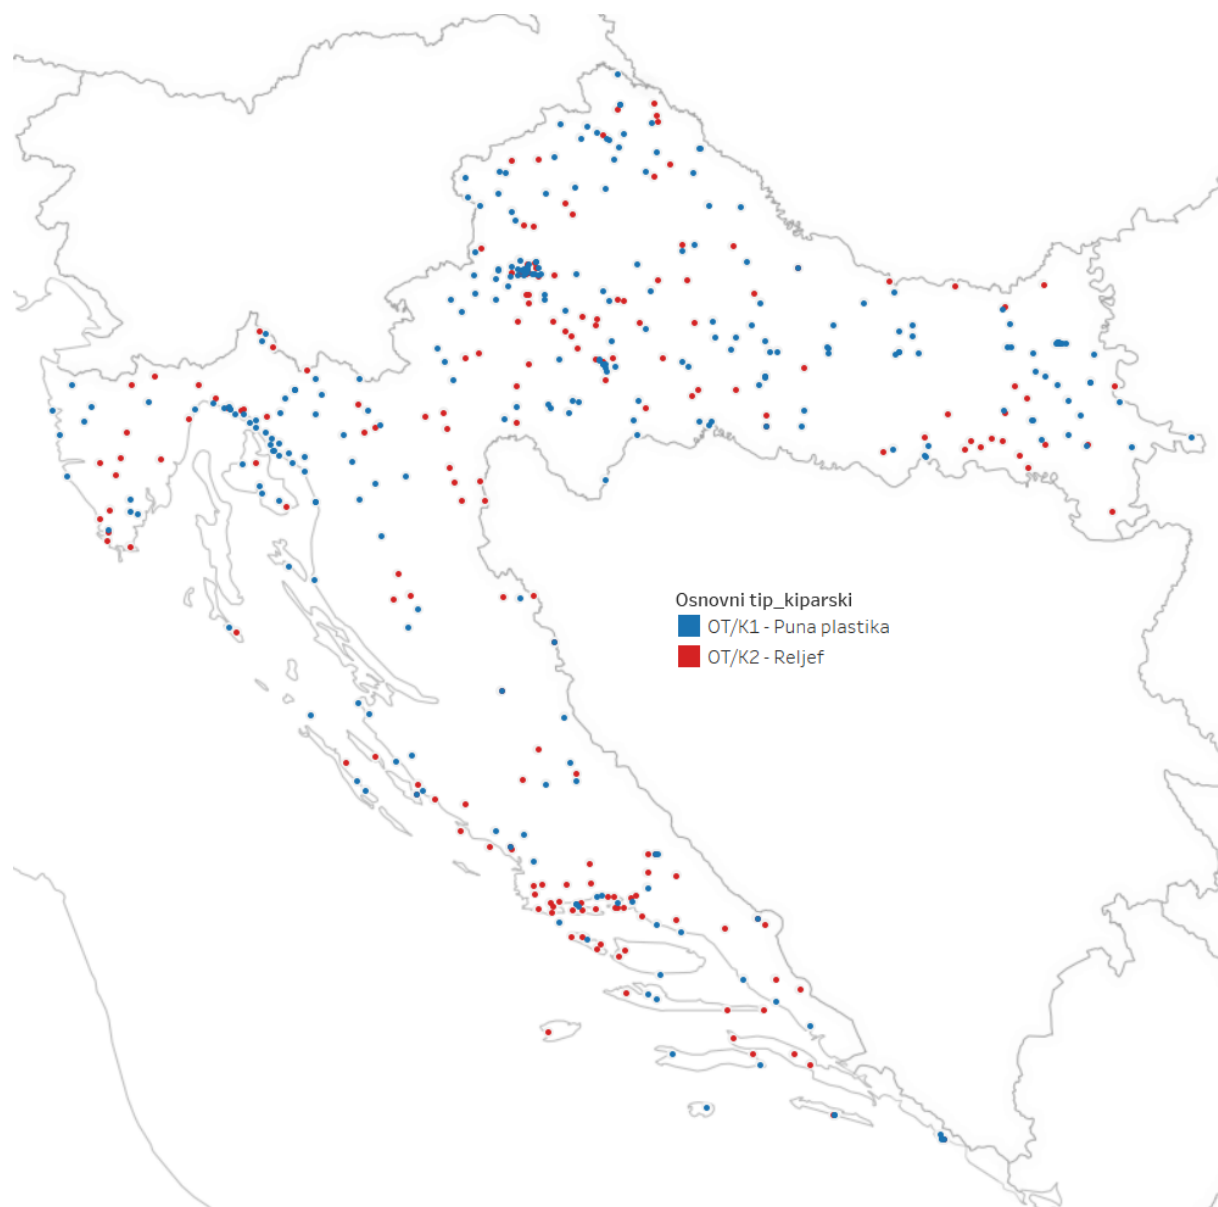 Osnovni tip_kiparski
OT/K1 - Puna plastika
OT/K2 - Reljef